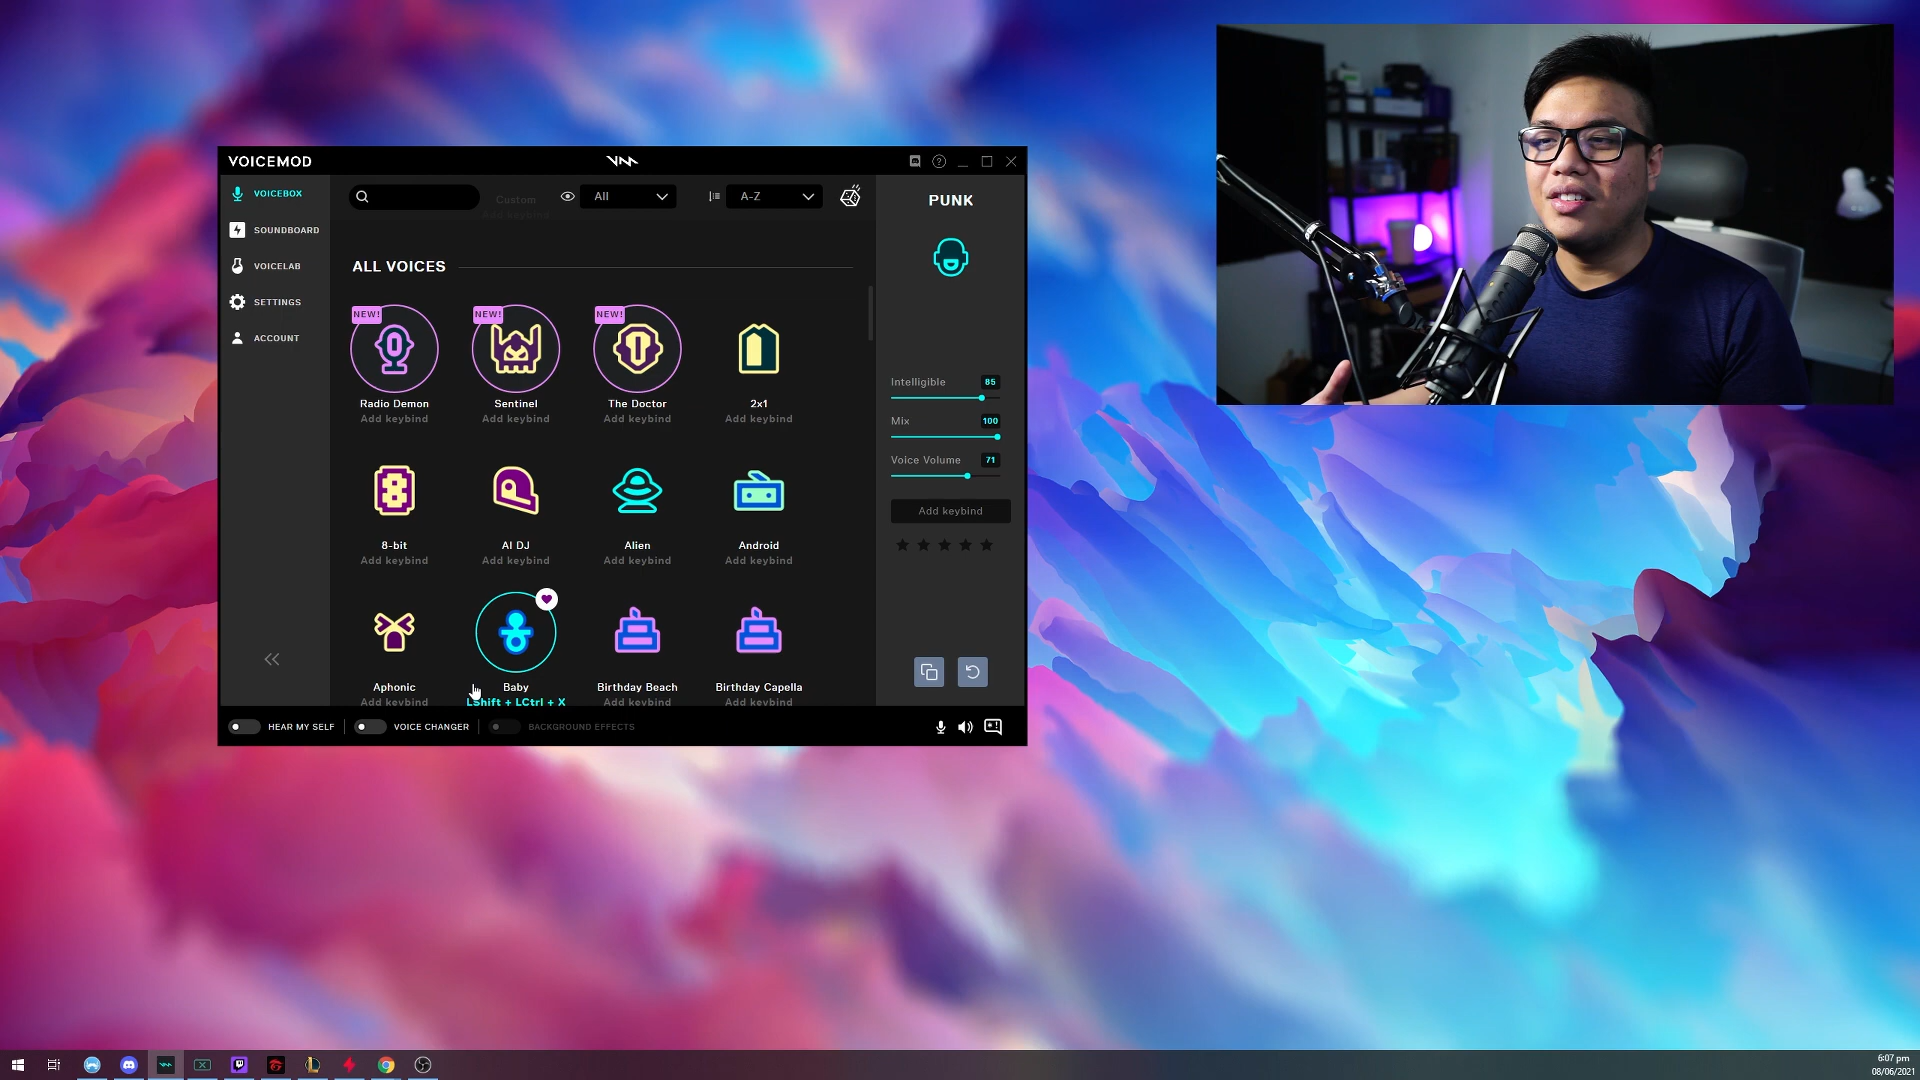 VOICEMOD
VOICEBOX
SOUNDBOARD
VOICELAB
SETTINGS
ACCOUNT
Custom
Add keybind
All
A-Z
ALL VOICES
NEW!
NEW!
NEW!
Radio Demon
Add keybind
Sentinel
Add keybind
The Doctor
Add keybind
2x1
Add keybind
8-bit
Add keybind
AI DJ
Add keybind
Alien
Add keybind
Android
Add keybind
Aphonic
Add keybind
Baby
LShift + LCtrl + X
Birthday Beach
Add keybind
Birthday Capella
Add keybind
PUNK
Intelligible 85
Mix 100
Voice Volume 71
Add keybind
HEAR MY SELF
VOICE CHANGER
BACKGROUND EFFECTS
6:07 pm
08/06/2021